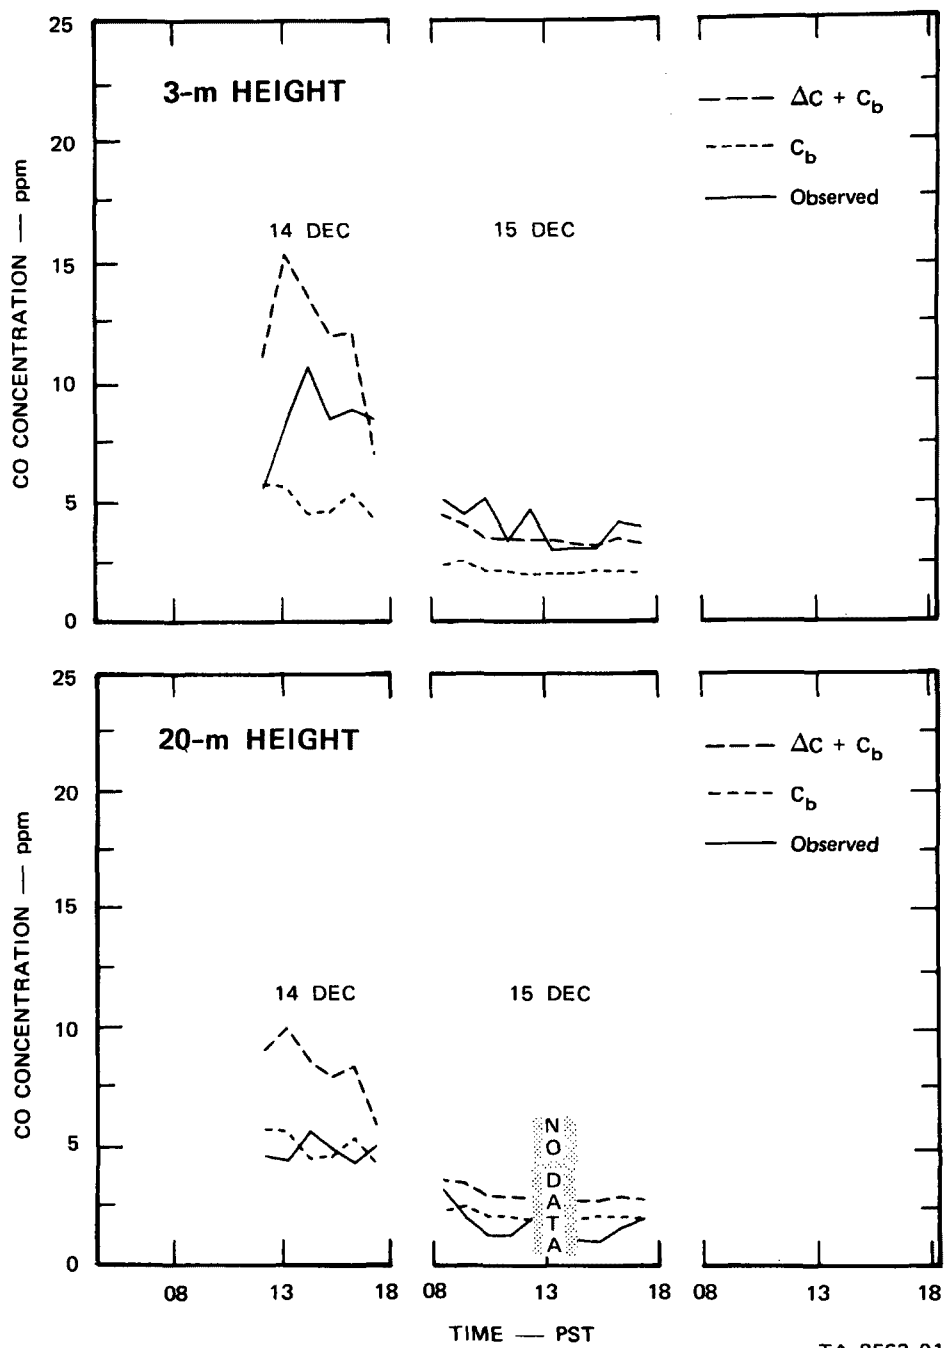 25
3-m HEIGHT
ΔC + Cb
20
Cb
Observed
14 DEC
15 DEC
15
10
5
0
CO CONCENTRATION — ppm
25
20-m HEIGHT
ΔC + Cb
20
Cb
Observed
15
14 DEC
15 DEC
10
5
NO DATA
0
CO CONCENTRATION — ppm
08 13 18 08 13 18 08 13 18
TIME — PST